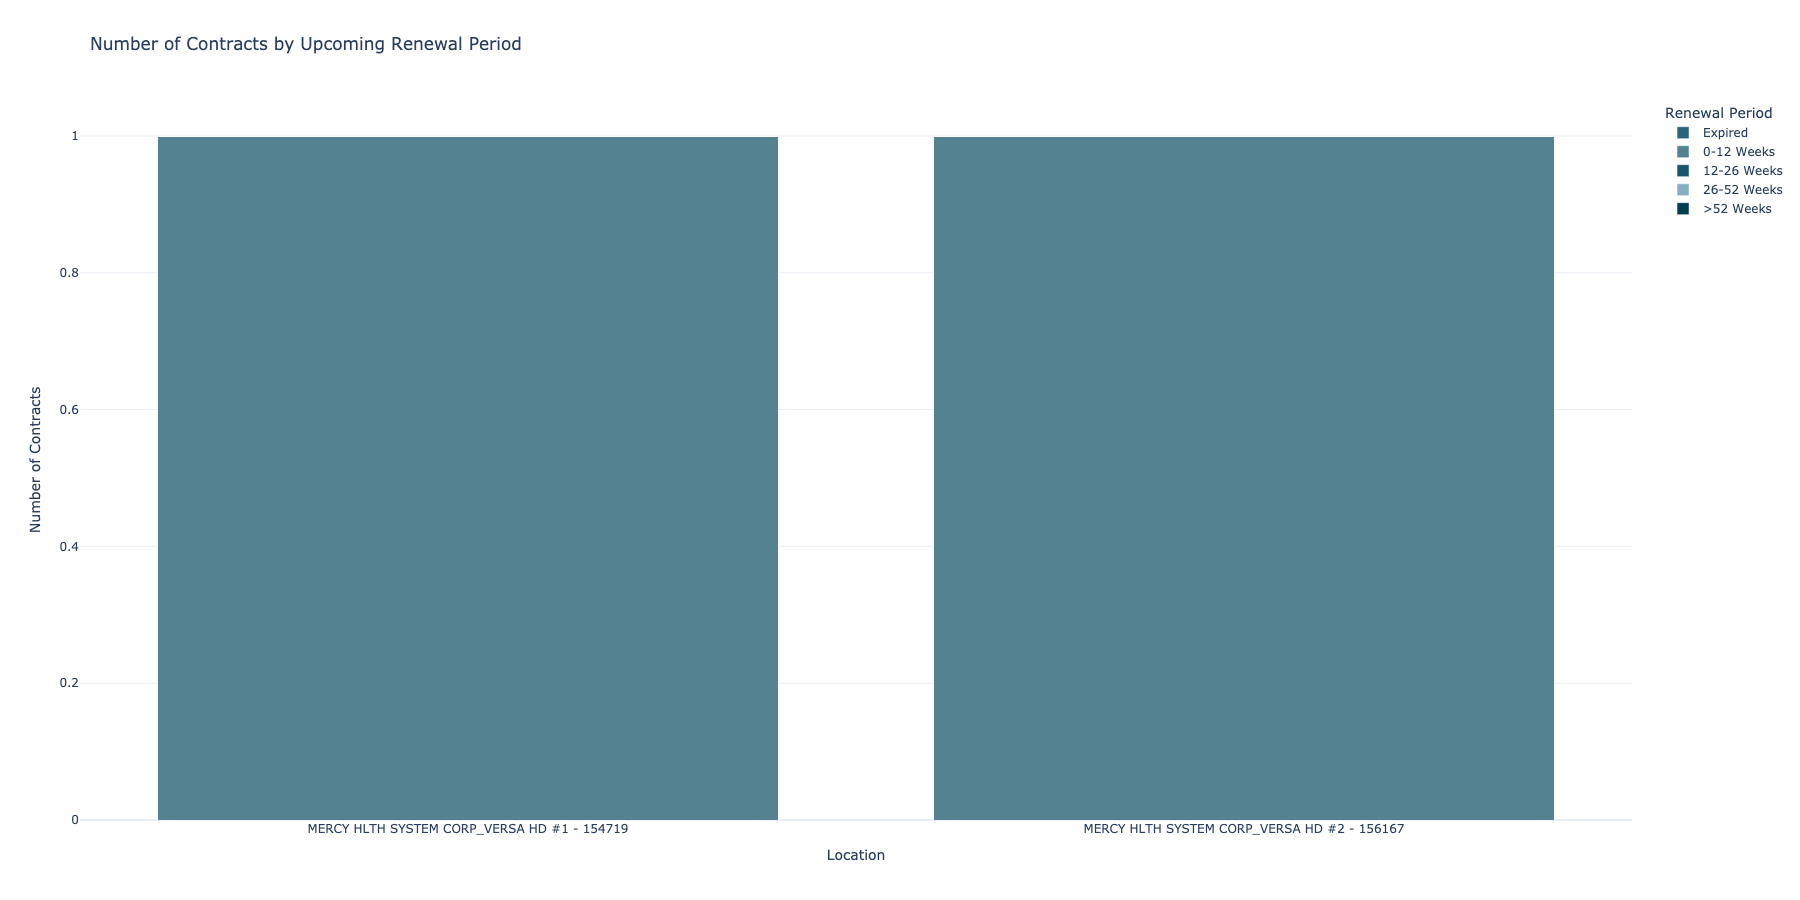 Number of Contracts by Upcoming Renewal Period
Renewal Period
Expired
0-12 Weeks
12-26 Weeks
26-52 Weeks
>52 Weeks
Number of Contracts
1
0.8
0.6
0.4
0.2
0
MERCY HLTH SYSTEM CORP_VERSA HD #1 - 154719
MERCY HLTH SYSTEM CORP_VERSA HD #2 - 156167
Location